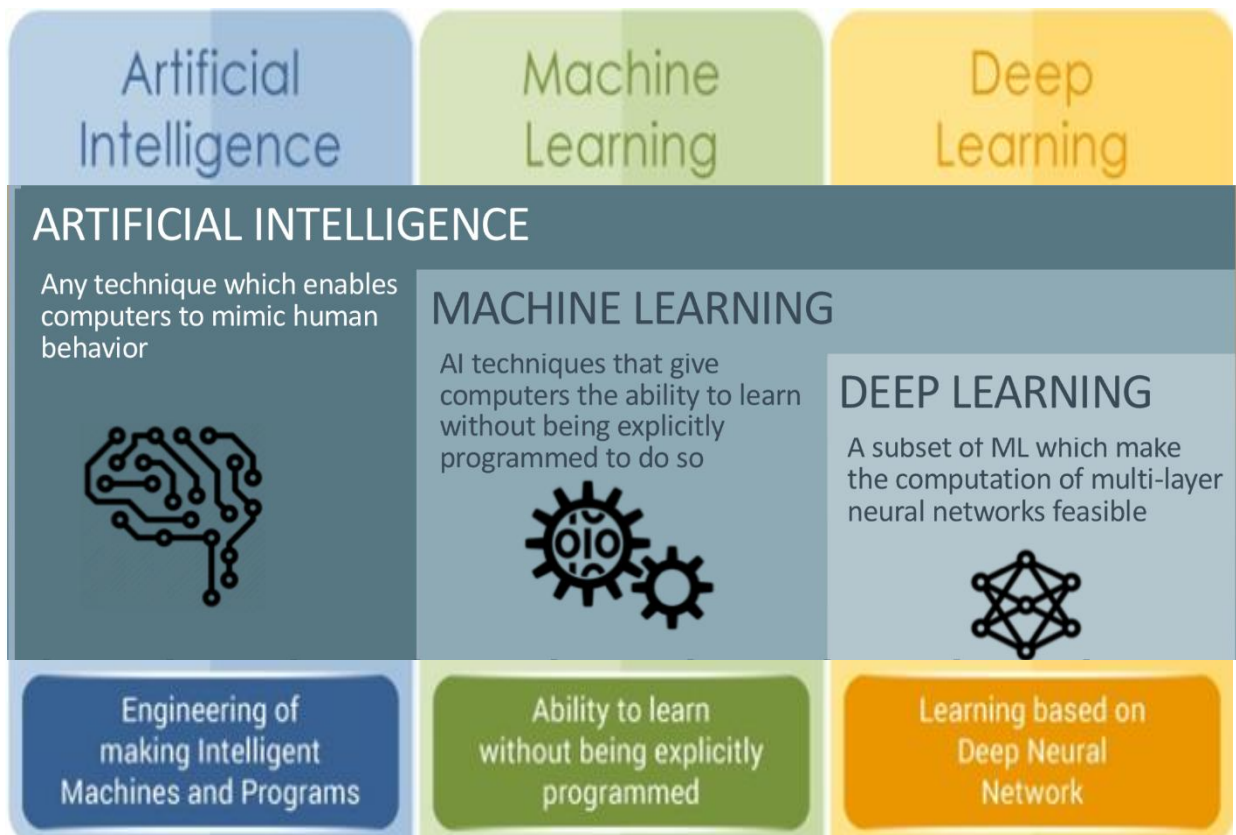 Artificial
Intelligence
Machine
Learning
Deep
Learning
ARTIFICIAL INTELLIGENCE
Any technique which enables
computers to mimic human
behavior
MACHINE LEARNING
AI techniques that give
computers the ability to learn
without being explicitly
programmed to do so
DEEP LEARNING
A subset of ML which make
the computation of multi-layer
neural networks feasible
Engineering of
making Intelligent
Machines and Programs
Ability to learn
without being explicitly
programmed
Learning based on
Deep Neural
Network